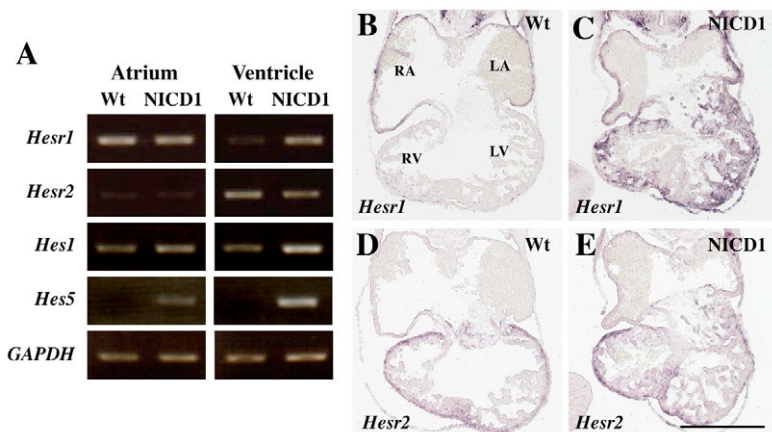 A
Atrium Ventricle
Wt NICD1 Wt NICD1
Hesr1
Hesr2
Hes1
Hes5
GAPDH
B Wt
RA LA
RV LV
Hesr1
C NICD1
Hesr1
D Wt
Hesr2
E NICD1
Hesr2